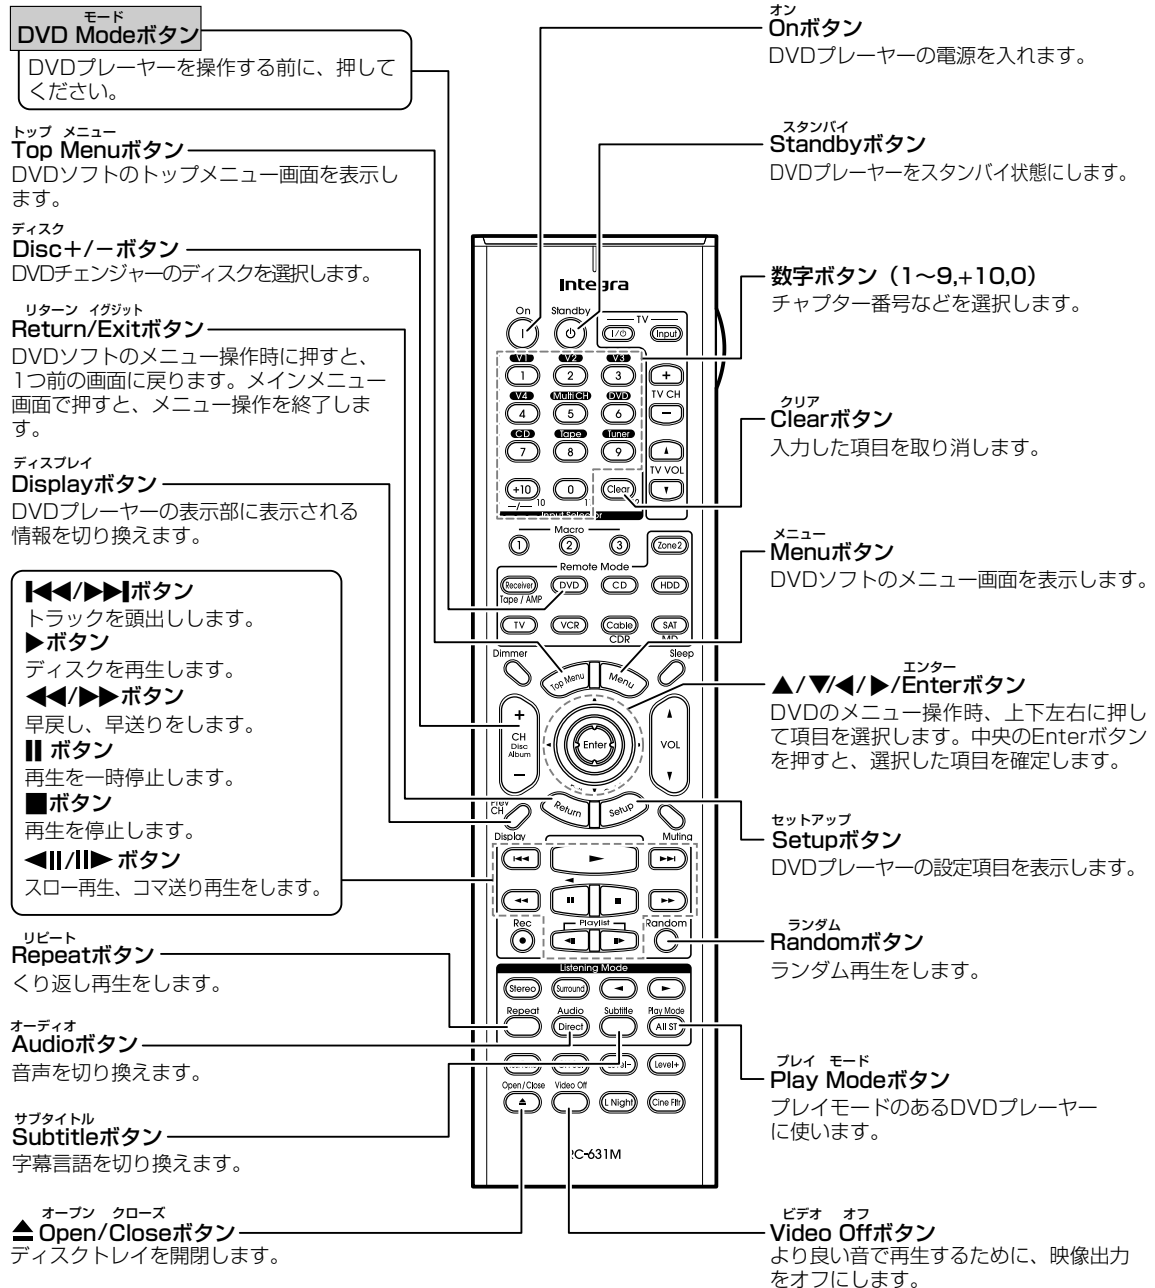 モード
DVD Modeボタン
DVDプレーヤーを操作する前に、押して
ください。
トップ メニュー
Top Menuボタン
DVDソフトのトップメニュー画面を表示し
ます。
ディスク
Disc＋/－ボタン
DVDチェンジャーのディスクを選択します。
リターン イグジット
Return/Exitボタン
DVDソフトのメニュー操作時に押すと、
1つ前の画面に戻ります。メインメニュー
画面で押すと、メニュー操作を終了しま
す。
ディスプレイ
Displayボタン
DVDプレーヤーの表示部に表示される
情報を切り換えます。
|◀◀/▶▶|ボタン
トラックを頭出しします。
▶ボタン
ディスクを再生します。
◀◀/▶▶ボタン
早戻し、早送りをします。
❚❚ ボタン
再生を一時停止します。
■ボタン
再生を停止します。
◀❚❚/❚❚▶ ボタン
スロー再生、コマ送り再生をします。
リピート
Repeatボタン
くり返し再生をします。
オーディオ
Audioボタン
音声を切り換えます。
サブタイトル
Subtitleボタン
字幕言語を切り換えます。
オープン クローズ
⏏ Open/Closeボタン
ディスクトレイを開閉します。
Integra
On Standby TV
I/⏻ Input
V1 V2 V3
1 2 3 +
TV CH
V4 Multi CH DVD
4 5 6 −
CD Tape Tuner
7 8 9
TV VOL
+10 0 Clear
-/-- 10
Input Selector
Macro
1 2 3 Zone2
Remote Mode
Receiver DVD CD HDD
Tape / AMP
TV VCR Cable SAT
CDR MD
Dimmer Top Menu Menu Sleep
+
CH
Disc
Album
−
Enter
VOL
Prev
CH
Return Setup
Display Muting
Rec Playlist Random
Listening Mode
Stereo Surround
Repeat Audio Subtitle Play Mode
Direct All ST
Level- Level+
Open/Close Video Off
L Night Cine Fltr
RC-631M
オン
Onボタン
DVDプレーヤーの電源を入れます。
スタンバイ
Standbyボタン
DVDプレーヤーをスタンバイ状態にします。
数字ボタン（1～9,+10,0）
チャプター番号などを選択します。
クリア
Clearボタン
入力した項目を取り消します。
メニュー
Menuボタン
DVDソフトのメニュー画面を表示します。
エンター
▲/▼/◀/▶/Enterボタン
DVDのメニュー操作時、上下左右に押し
て項目を選択します。中央のEnterボタン
を押すと、選択した項目を確定します。
セットアップ
Setupボタン
DVDプレーヤーの設定項目を表示します。
ランダム
Randomボタン
ランダム再生をします。
プレイ モード
Play Modeボタン
プレイモードのあるDVDプレーヤー
に使います。
ビデオ オフ
Video Offボタン
より良い音で再生するために、映像出力
をオフにします。